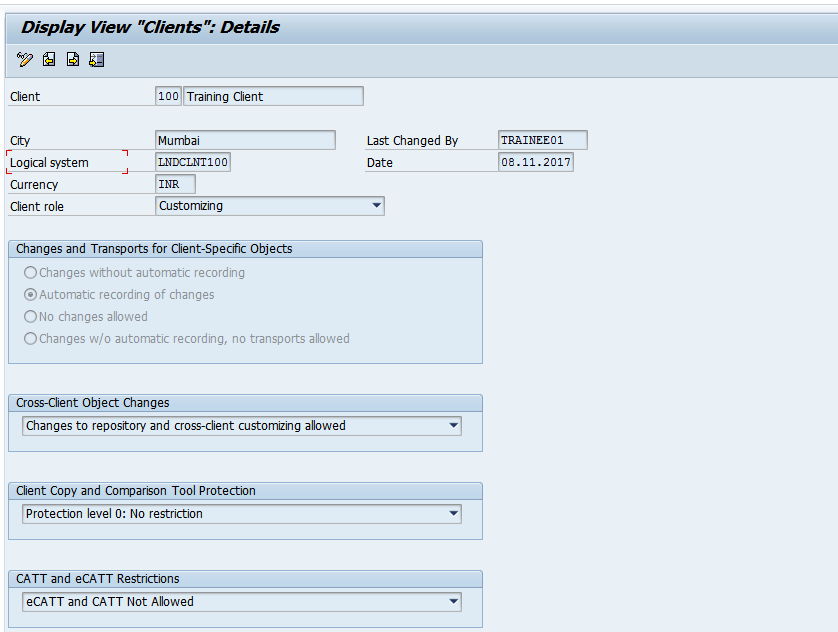 Display View "Clients": Details
Client 100 Training Client
City Mumbai Last Changed By TRAINEE01
Logical system LNDCLNT100 Date 08.11.2017
Currency INR
Client role Customizing
Changes and Transports for Client-Specific Objects
Changes without automatic recording
Automatic recording of changes
No changes allowed
Changes w/o automatic recording, no transports allowed
Cross-Client Object Changes
Changes to repository and cross-client customizing allowed
Client Copy and Comparison Tool Protection
Protection level 0: No restriction
CATT and eCATT Restrictions
eCATT and CATT Not Allowed